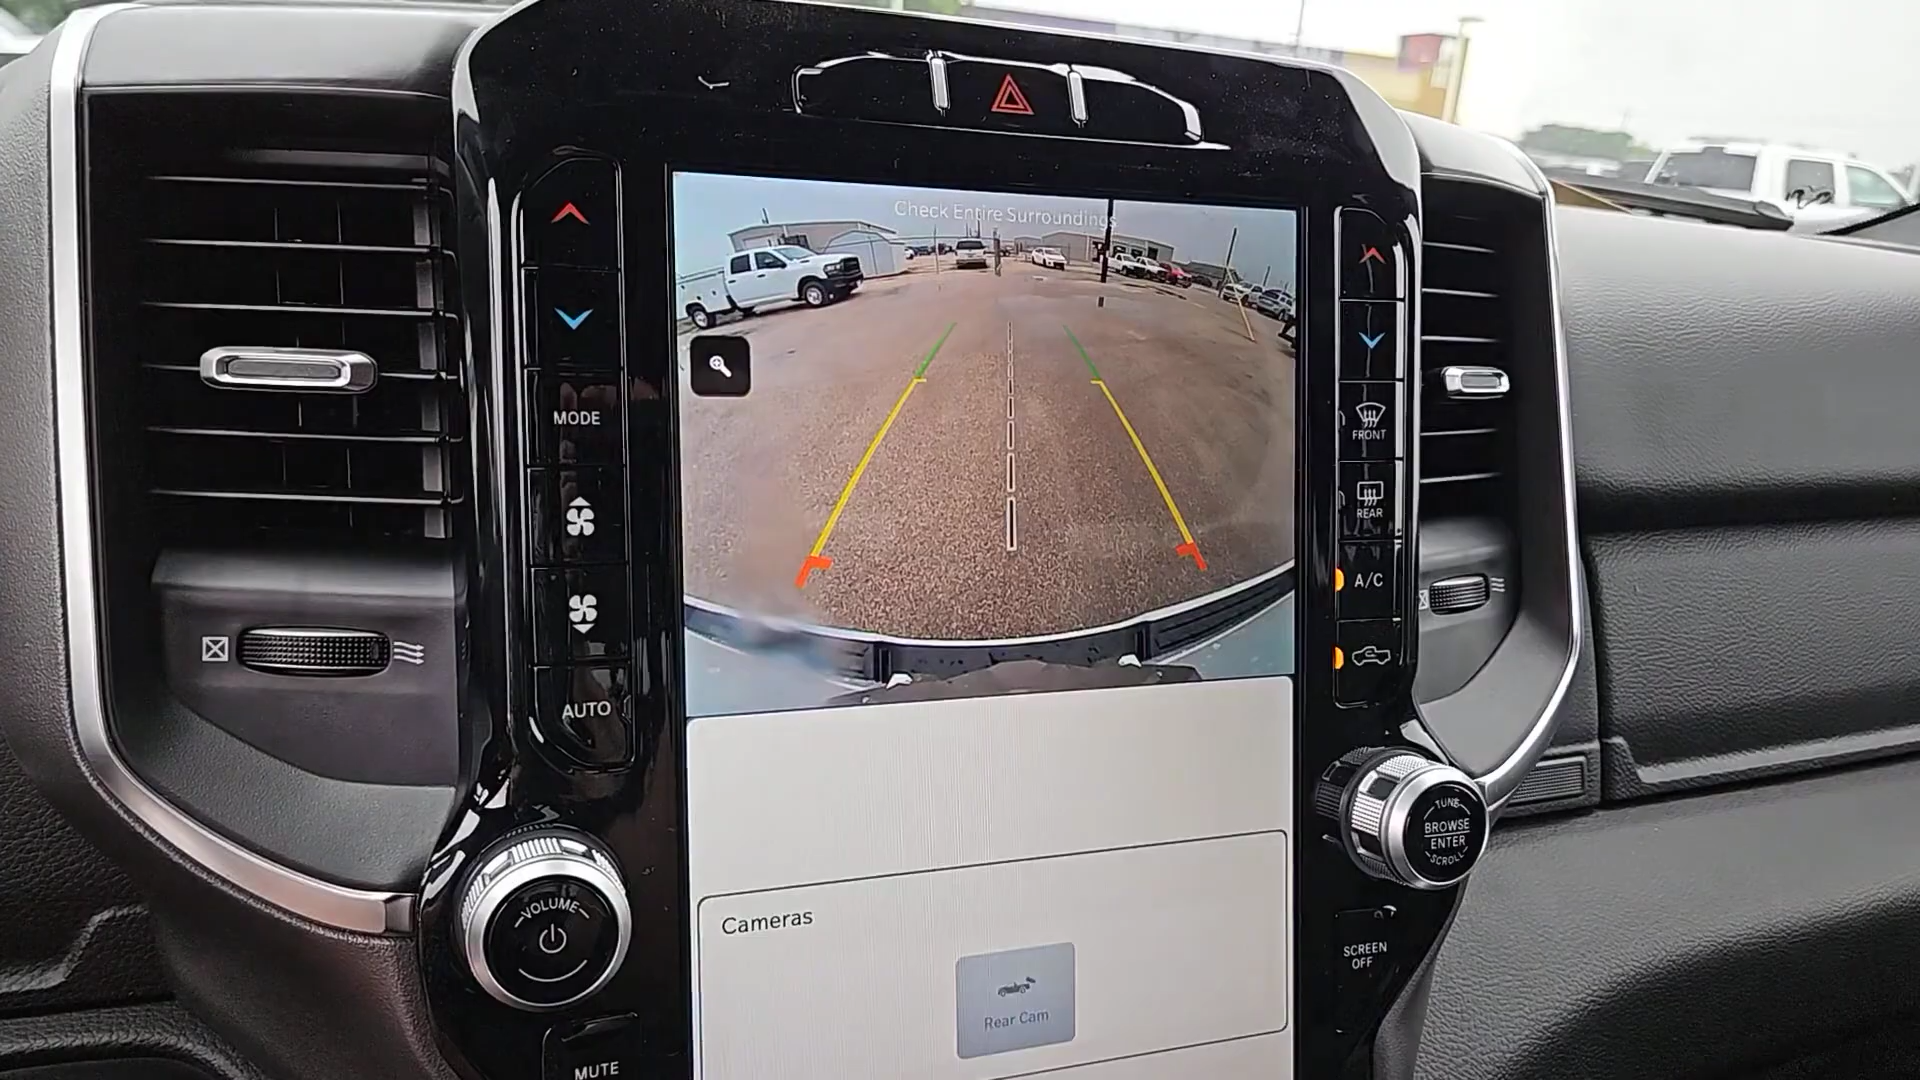 Check Entire Surroundings
MODE
FRONT
REAR
A/C
AUTO
TUNE
BROWSE
ENTER
SCROLL
VOLUME
Cameras
SCREEN
OFF
Rear Cam
MUTE